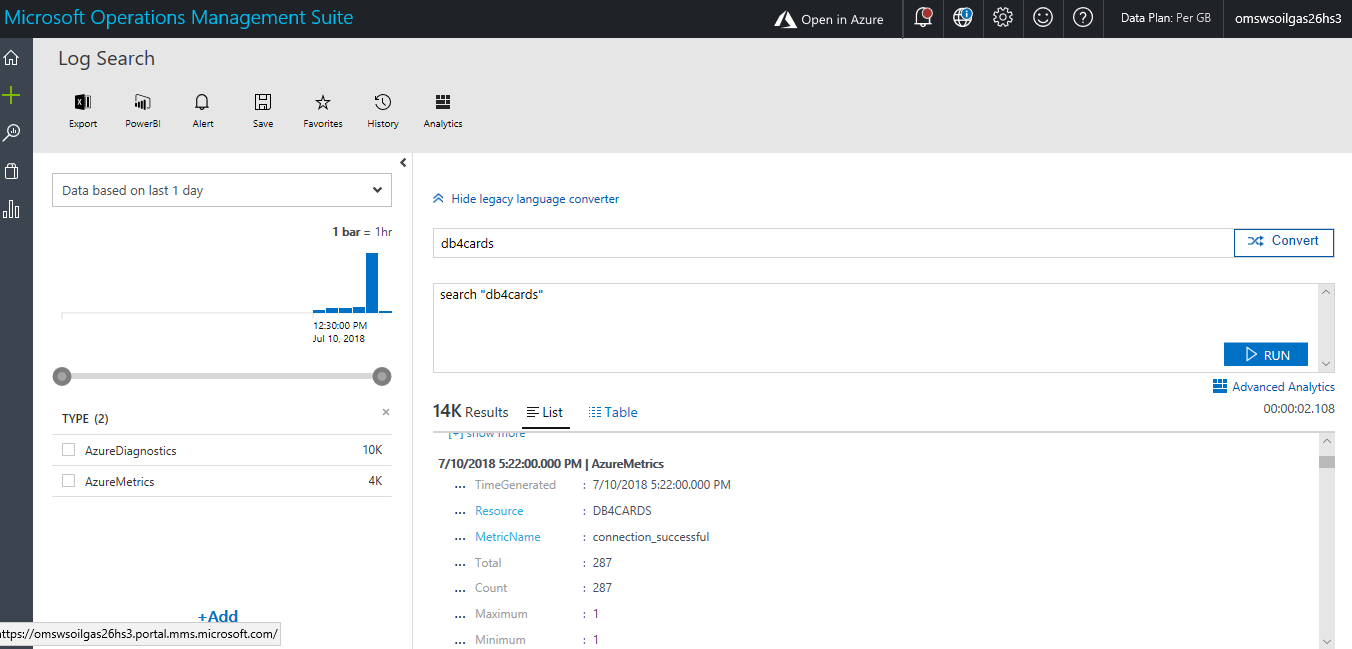 Microsoft Operations Management Suite
Open in Azure
Data Plan: Per GB
omswsoilgas26hs3
Log Search
Export
PowerBI
Alert
Save
Favorites
History
Analytics
Data based on last 1 day
1 bar = 1hr
12:30:00 PM
Jul 10, 2018
TYPE (2)
AzureDiagnostics 10K
AzureMetrics 4K
+Add
ttps://omswsoilgas26hs3.portal.mms.microsoft.com/
Hide legacy language converter
db4cards
Convert
search "db4cards"
RUN
Advanced Analytics
14K Results
List
Table
00:00:02.108
[+] show more
7/10/2018 5:22:00.000 PM | AzureMetrics
... TimeGenerated : 7/10/2018 5:22:00.000 PM
... Resource : DB4CARDS
... MetricName : connection_successful
... Total : 287
... Count : 287
... Maximum : 1
... Minimum : 1